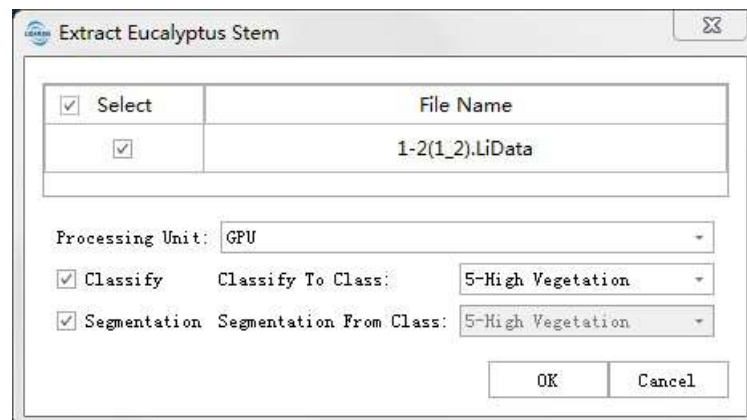 Extract Eucalyptus Stem
Select File Name
1-2(1_2).LiData
Processing Unit: GPU
Classify Classify To Class: 5-High Vegetation
Segmentation Segmentation From Class: 5-High Vegetation
OK Cancel